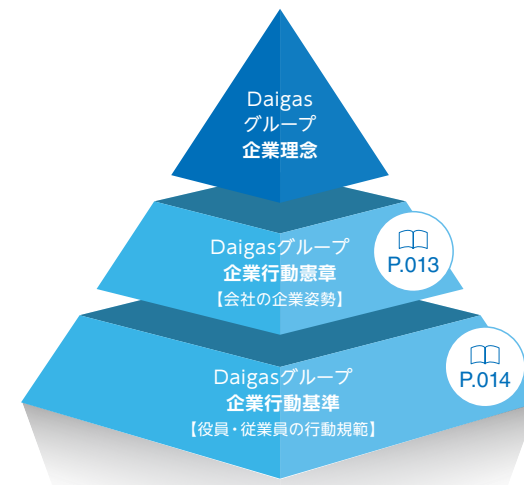 Daigas
グループ
企業理念
Daigasグループ
企業行動憲章
【会社の企業姿勢】
P.013
Daigasグループ
企業行動基準
【役員・従業員の行動規範】
P.014